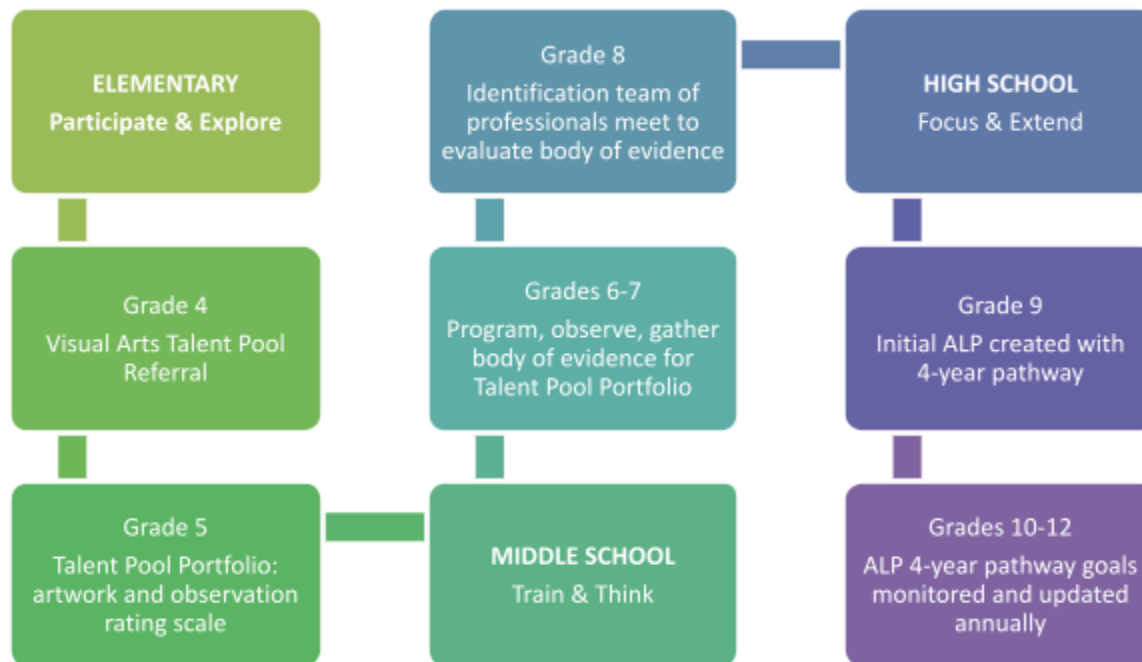 ELEMENTARY
Participate & Explore
Grade 4
Visual Arts Talent Pool
Referral
Grade 5
Talent Pool Portfolio:
artwork and observation
rating scale
MIDDLE SCHOOL
Train & Think
Grades 6-7
Program, observe, gather
body of evidence for
Talent Pool Portfolio
Grade 8
Identification team of
professionals meet to
evaluate body of evidence
HIGH SCHOOL
Focus & Extend
Grade 9
Initial ALP created with
4-year pathway
Grades 10-12
ALP 4-year pathway goals
monitored and updated
annually